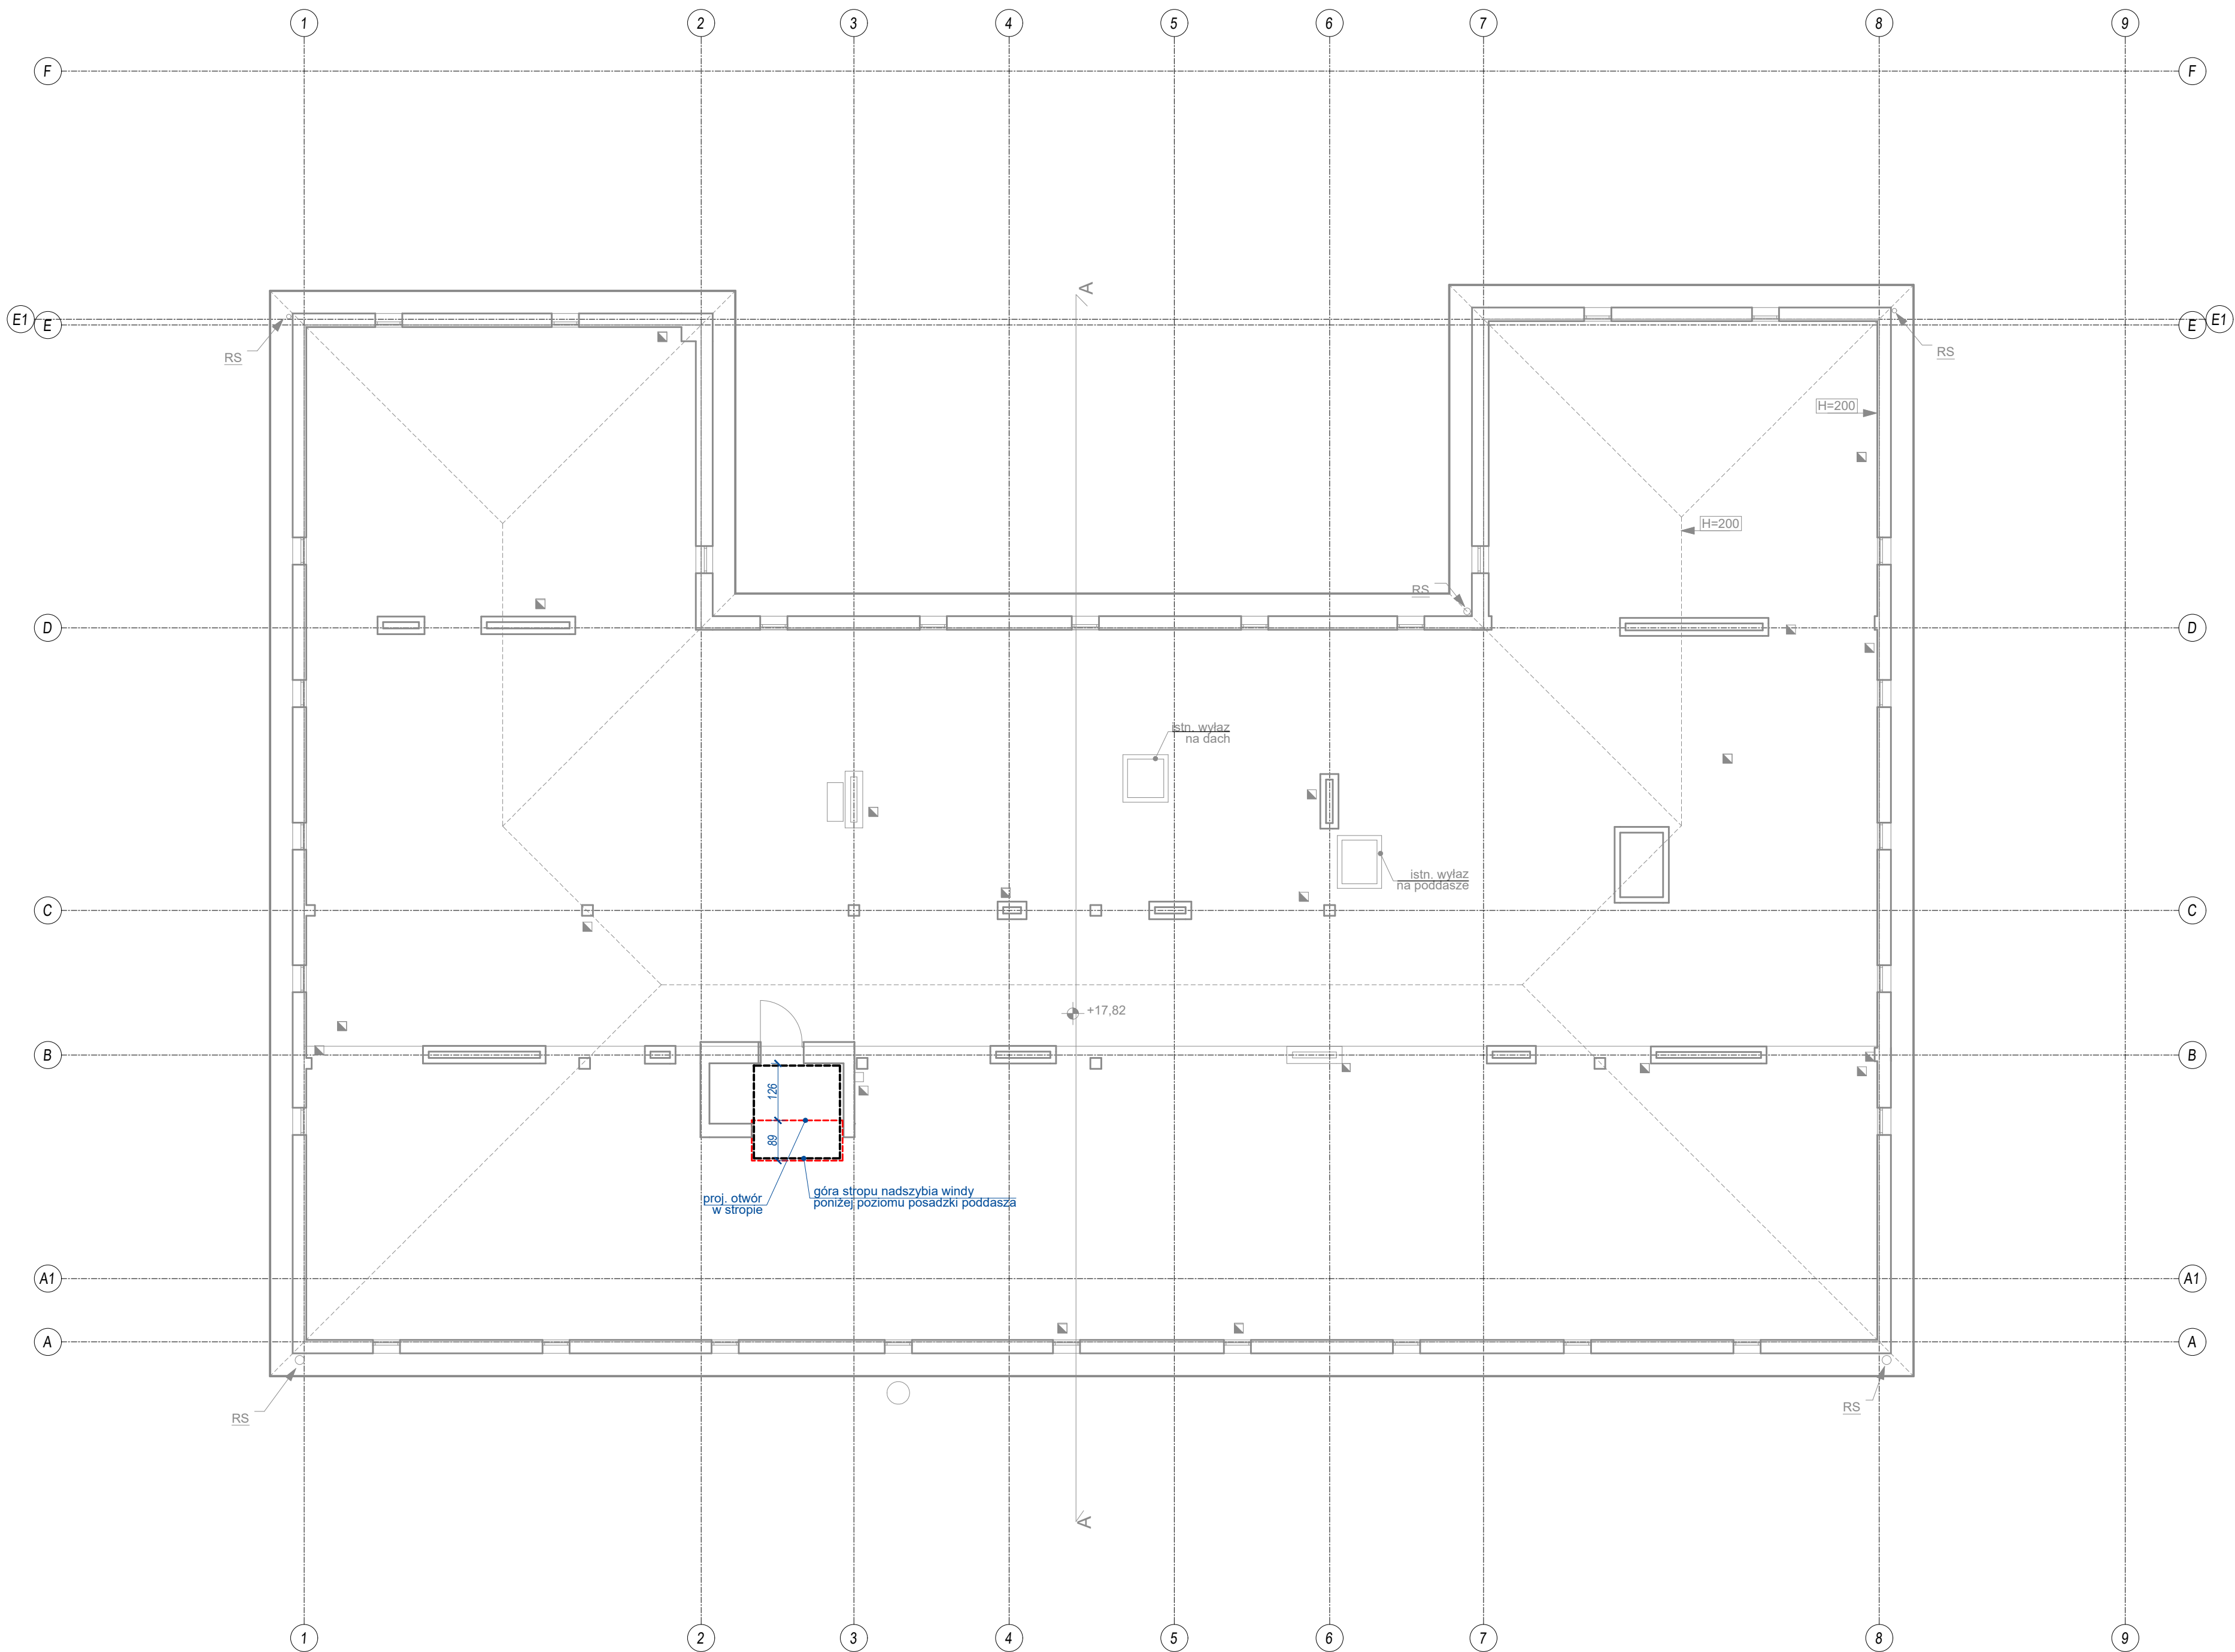 1 2 3 4 5 6 7 8 9
F F
A
E1 E E E1
RS RS
H=200
H=200
RS
D D
istn. wyłaz
na dach
istn. wyłaz
na poddasze
C C
+17,82
B B
126
89
proj. otwór
w stropie
góra stropu nadszybia windy
poniżej poziomu posadzki poddasza
A1 A1
A A
RS RS
A
1 2 3 4 5 6 7 8 9